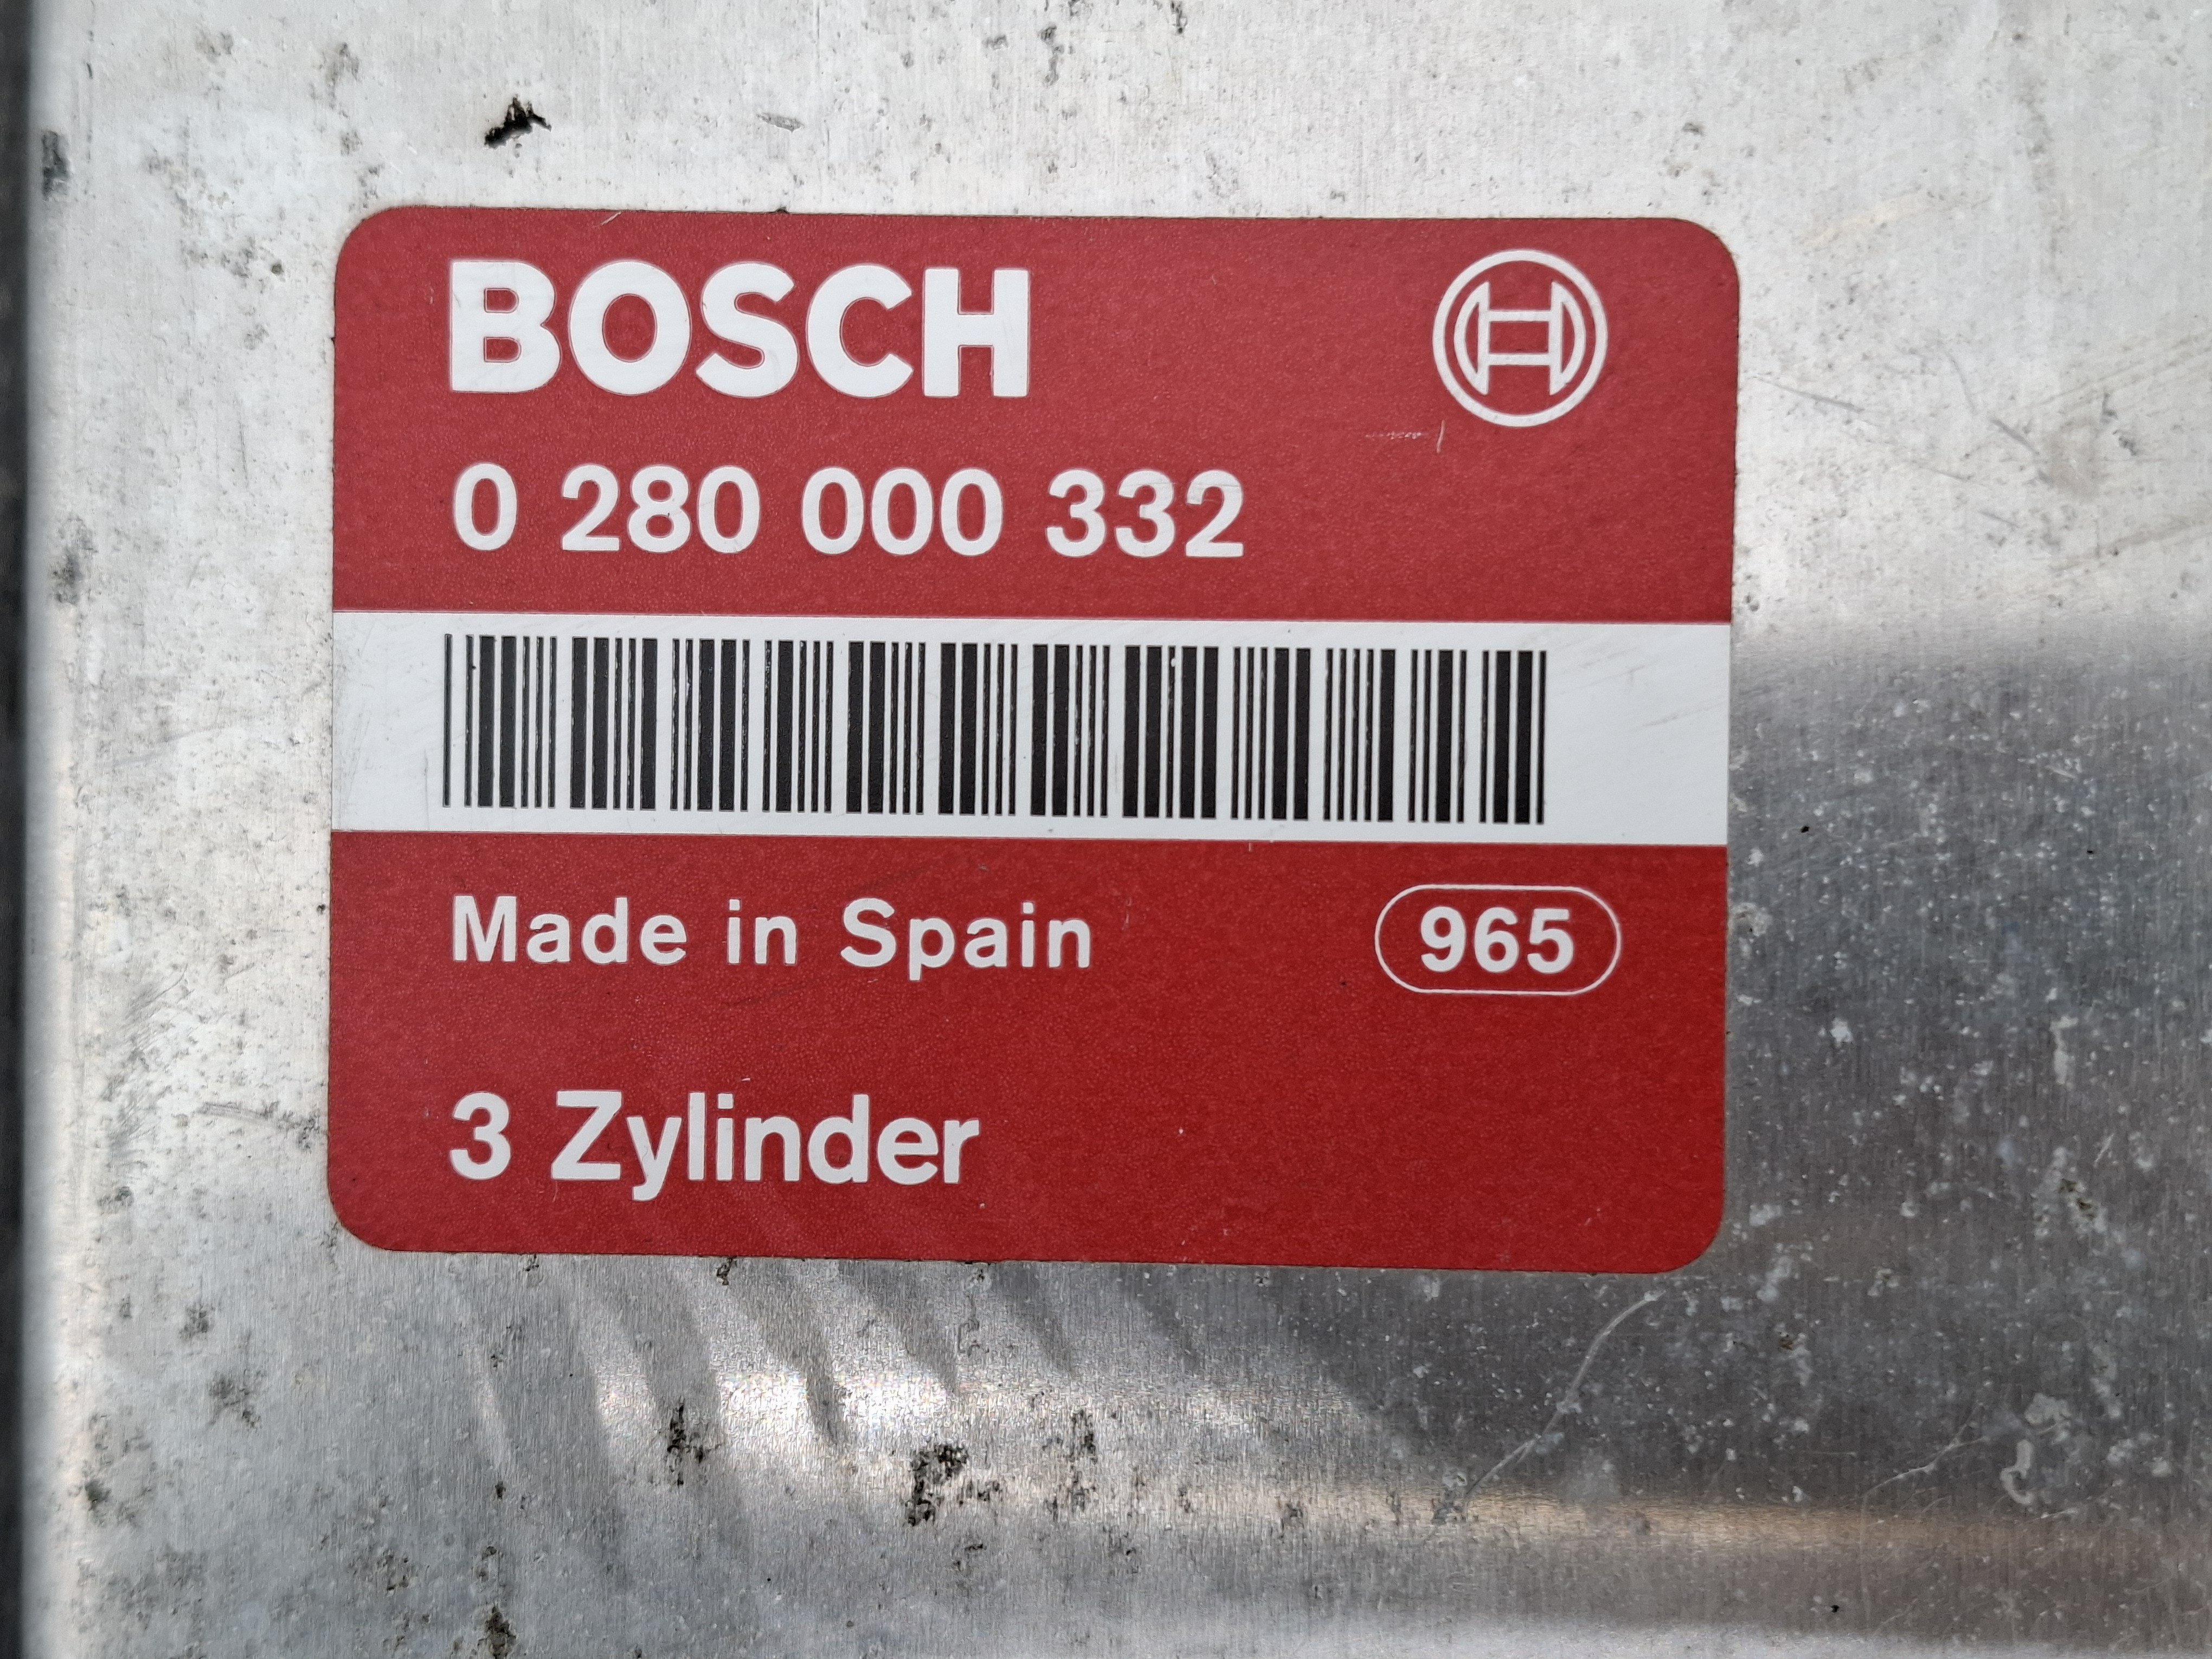 BOSCH
0 280 000 332
Made in Spain 965
3 Zylinder